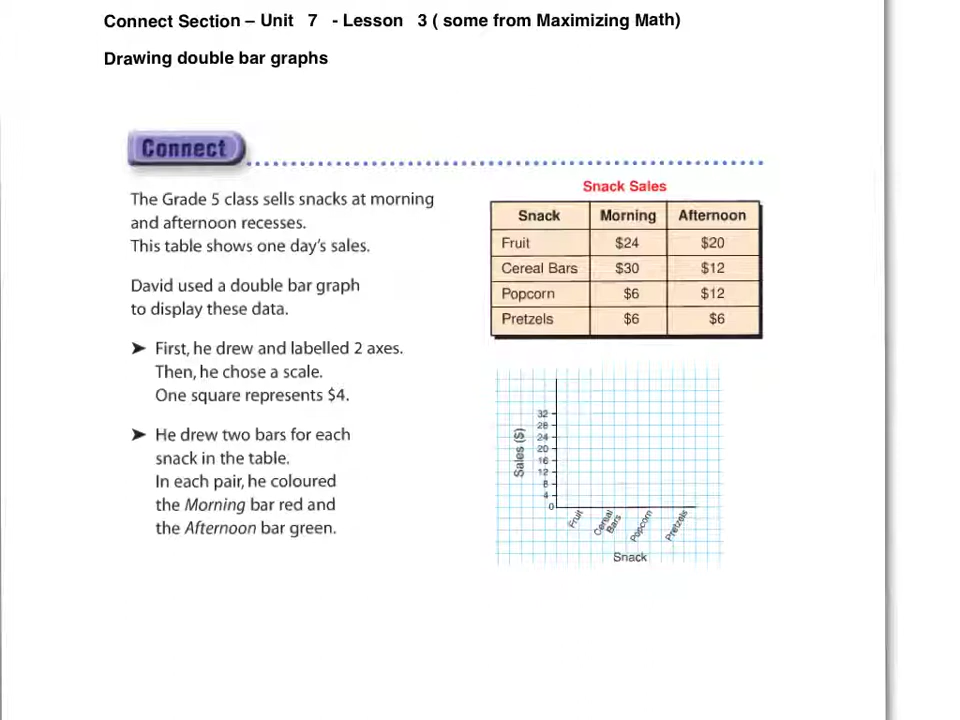 Connect Section – Unit 7 - Lesson 3 ( some from Maximizing Math)
Drawing double bar graphs
Connect
The Grade 5 class sells snacks at morning
and afternoon recesses.
This table shows one day's sales.
David used a double bar graph
to display these data.
➤ First, he drew and labelled 2 axes.
Then, he chose a scale.
One square represents $4.
➤ He drew two bars for each
snack in the table.
In each pair, he coloured
the Morning bar red and
the Afternoon bar green.
Snack Sales
Snack Morning Afternoon
Fruit $24 $20
Cereal Bars $30 $12
Popcorn $6 $12
Pretzels $6 $6
Sales ($)
32
28
24
20
16
12
8
4
0
Fruit
Cereal
Bars
Popcorn
Pretzels
Snack